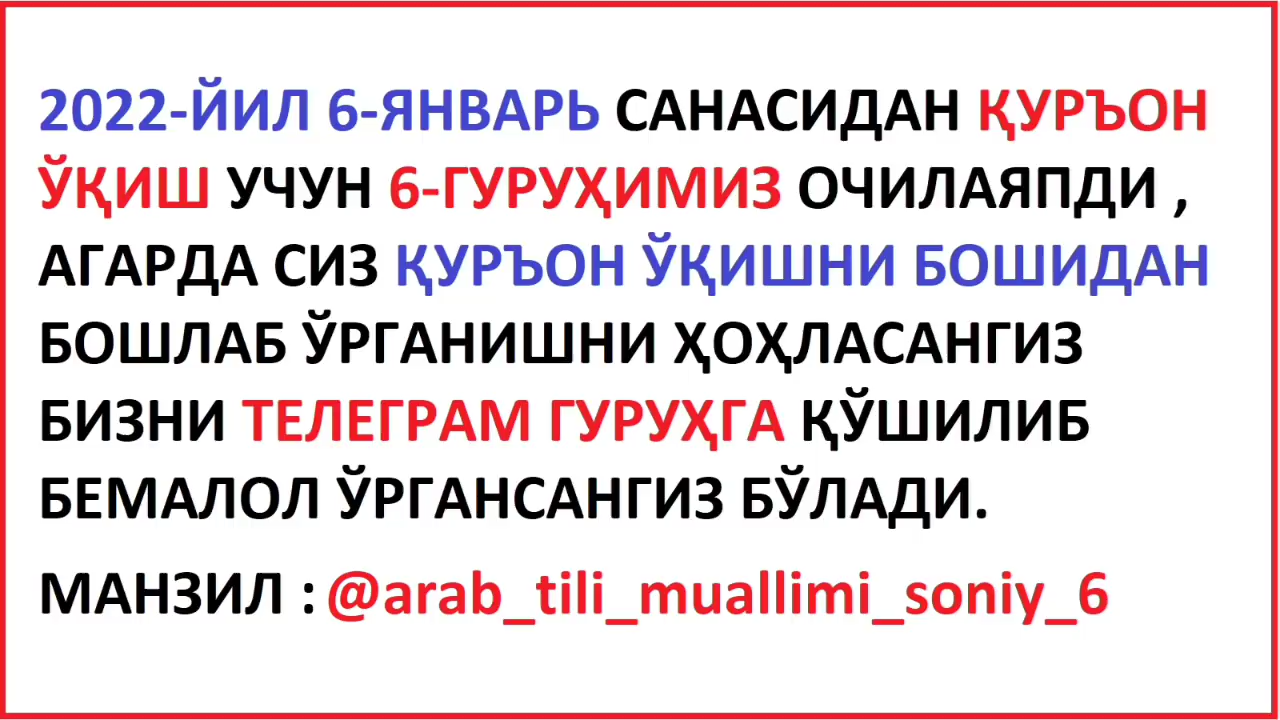 2022-ЙИЛ 6-ЯНВАРЬ САНАСИДАН ҚУРЪОН
ЎҚИШ УЧУН 6-ГУРУҲИМИЗ ОЧИЛАЯПДИ ,
АГАРДА СИЗ ҚУРЪОН ЎҚИШНИ БОШИДАН
БОШЛАБ ЎРГАНИШНИ ҲОҲЛАСАНГИЗ
БИЗНИ ТЕЛЕГРАМ ГУРУҲГА ҚЎШИЛИБ
БЕМАЛОЛ ЎРГАНСАНГИЗ БЎЛАДИ.
МАНЗИЛ : @arab_tili_muallimi_soniy_6